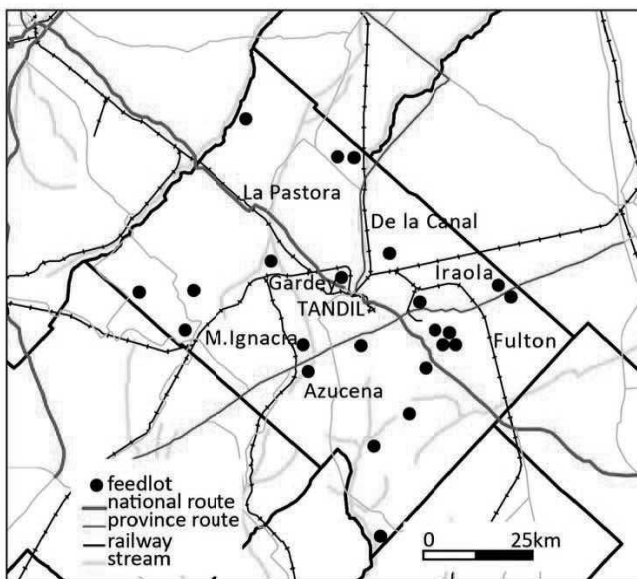 La Pastora
De la Canal
Gardey
Iraola
TANDIL
M.Ignacia
Fulton
Azucena
feedlot
national route
province route
railway
stream
0 25km